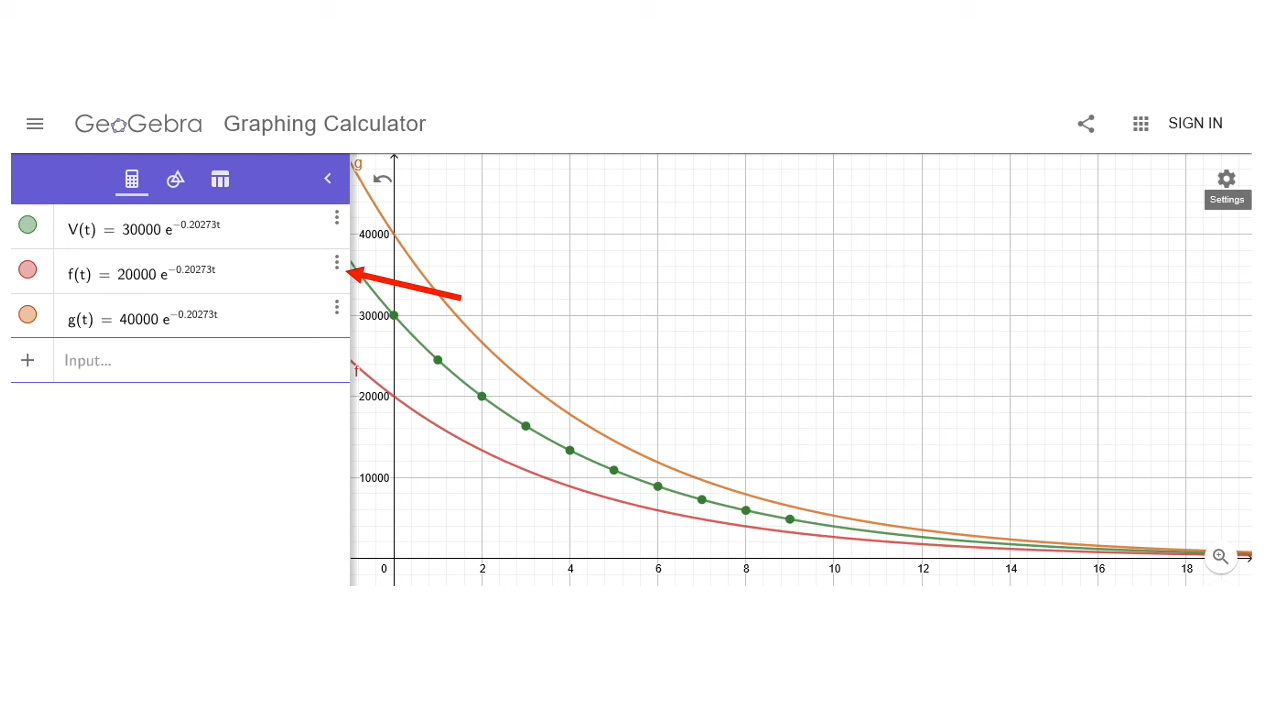 GeoGebra Graphing Calculator SIGN IN
Settings
V(t) = 30000 e^−0.20273t
f(t) = 20000 e^−0.20273t
g(t) = 40000 e^−0.20273t
+ Input...
g
40000
30000
f
20000
10000
0 2 4 6 8 10 12 14 16 18